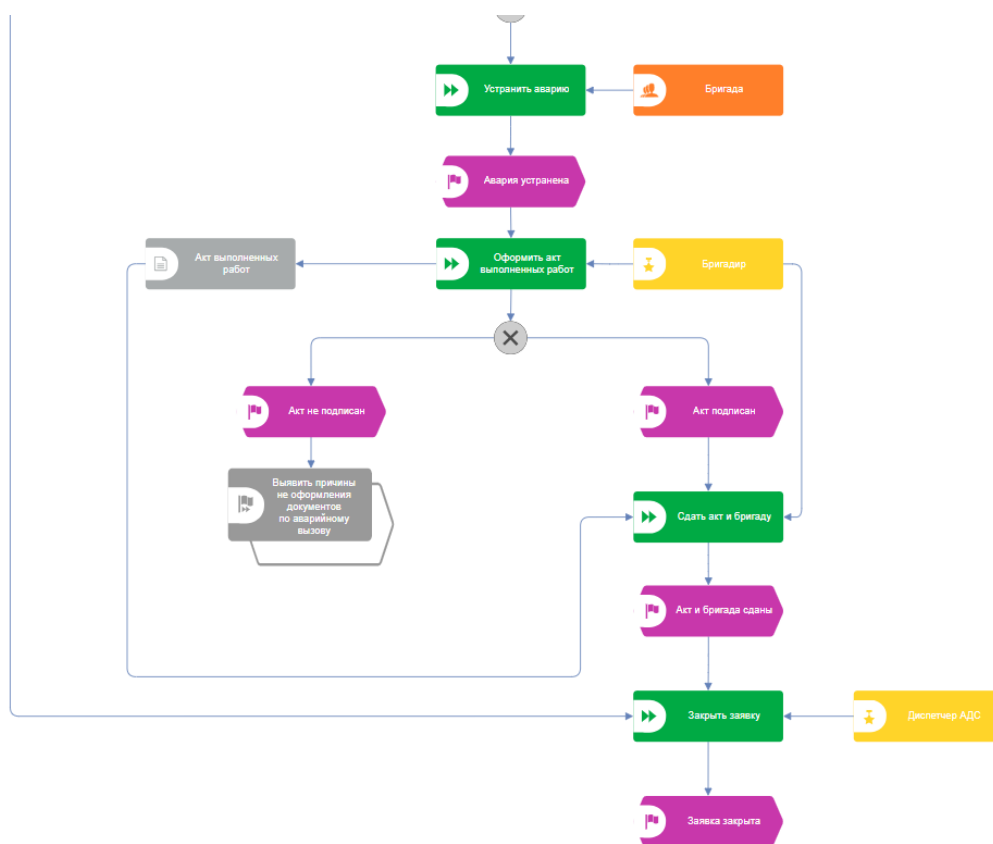 Устранить аварию
Бригада
Авария устранена
Акт выполненных
работ
Оформить акт
выполненных работ
Бригадир
Акт не подписан
Акт подписан
Выявить причины
не оформления
документов
по аварийному
вызову
Сдать акт и бригаду
Акт и бригада сданы
Закрыть заявку
Диспетчер АДС
Заявка закрыта